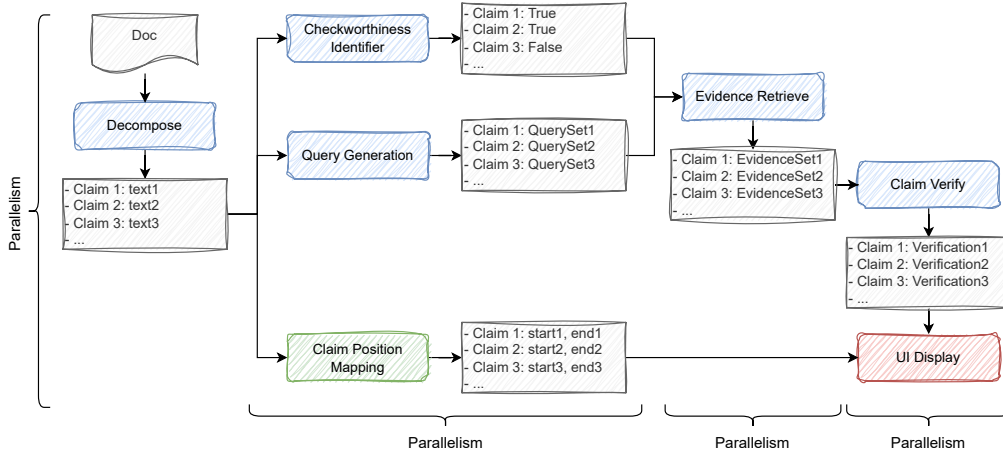 Doc
Decompose
- Claim 1: text1
- Claim 2: text2
- Claim 3: text3
- ...
Parallelism
Checkworthiness
Identifier
- Claim 1: True
- Claim 2: True
- Claim 3: False
- ...
Query Generation
- Claim 1: QuerySet1
- Claim 2: QuerySet2
- Claim 3: QuerySet3
- ...
Claim Position
Mapping
- Claim 1: start1, end1
- Claim 2: start2, end2
- Claim 3: start3, end3
- ...
Evidence Retrieve
- Claim 1: EvidenceSet1
- Claim 2: EvidenceSet2
- Claim 3: EvidenceSet3
- ...
Claim Verify
- Claim 1: Verification1
- Claim 2: Verification2
- Claim 3: Verification3
- ...
UI Display
Parallelism
Parallelism
Parallelism